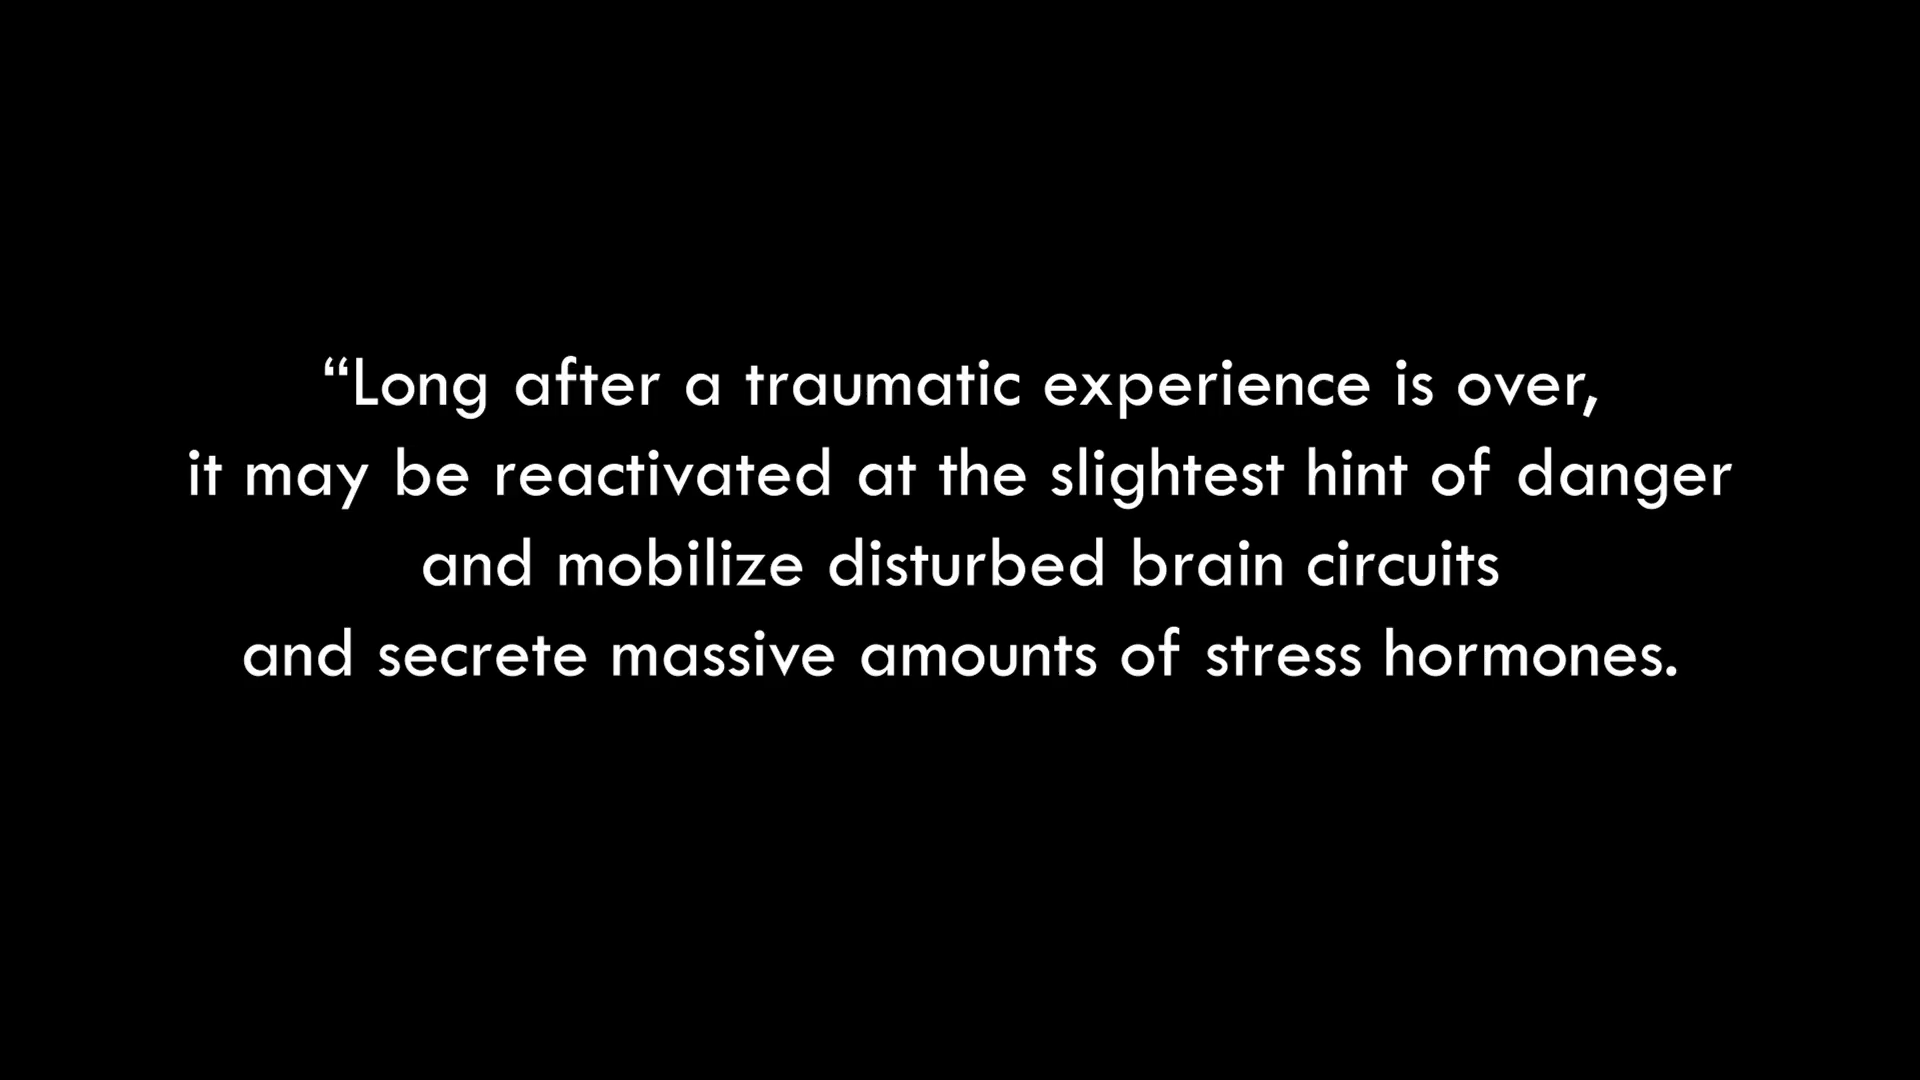 “Long after a traumatic experience is over,
it may be reactivated at the slightest hint of danger
and mobilize disturbed brain circuits
and secrete massive amounts of stress hormones.